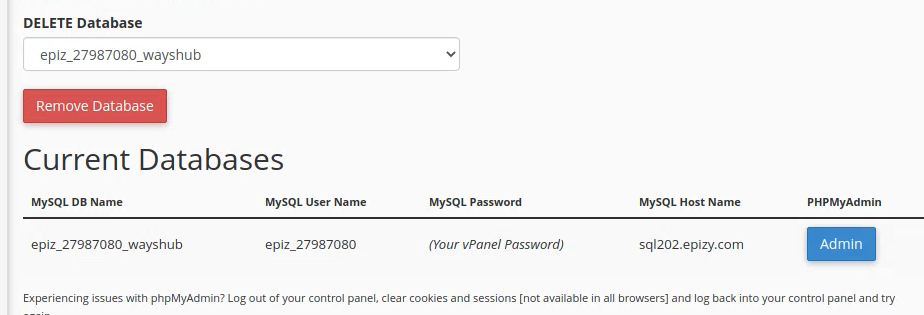 DELETE Database
epiz_27987080_wayshub
Remove Database
Current Databases
MySQL DB Name MySQL User Name MySQL Password MySQL Host Name PHPMyAdmin
epiz_27987080_wayshub epiz_27987080 (Your vPanel Password) sql202.epizy.com Admin
Experiencing issues with phpMyAdmin? Log out of your control panel, clear cookies and sessions [not available in all browsers] and log back into your control panel and try